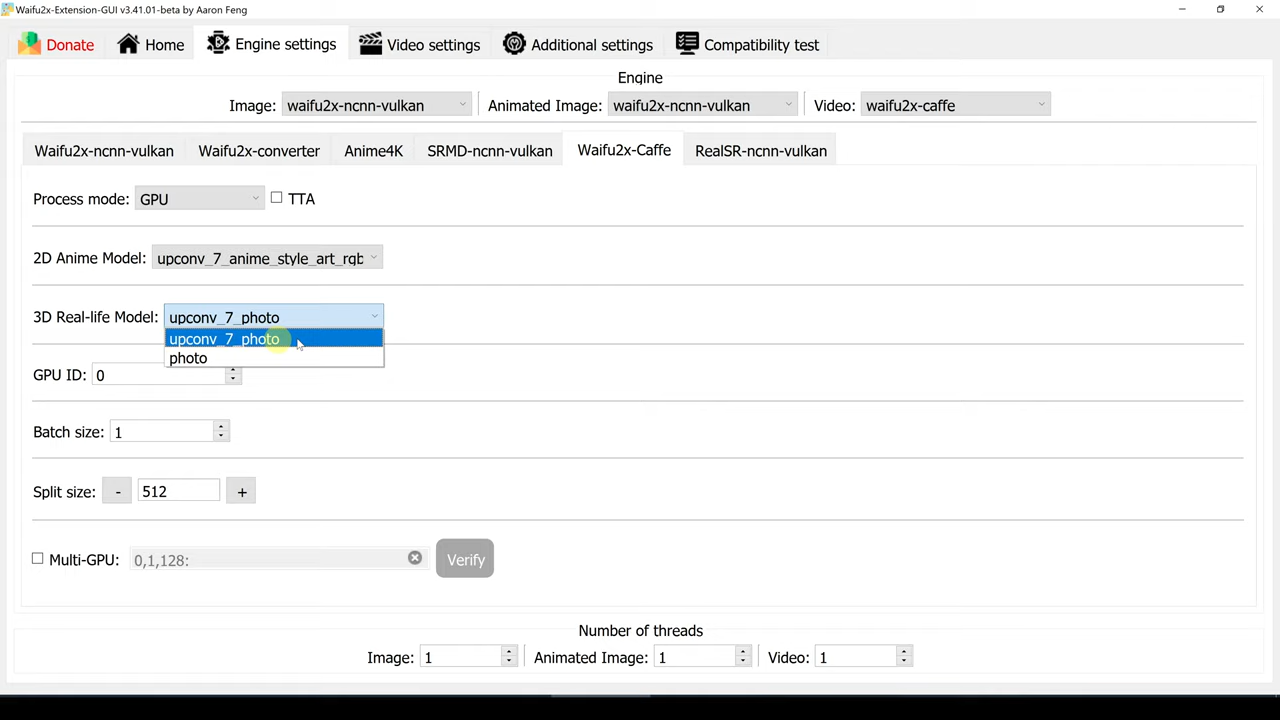 Waifu2x-Extension-GUI v3.41.01-beta by Aaron Feng
Donate Home Engine settings Video settings Additional settings Compatibility test
Engine
Image: waifu2x-ncnn-vulkan Animated Image: waifu2x-ncnn-vulkan Video: waifu2x-caffe
Waifu2x-ncnn-vulkan Waifu2x-converter Anime4K SRMD-ncnn-vulkan Waifu2x-Caffe RealSR-ncnn-vulkan
Process mode: GPU TTA
2D Anime Model: upconv_7_anime_style_art_rgb
3D Real-life Model: upconv_7_photo
upconv_7_photo
photo
GPU ID: 0
Batch size: 1
Split size: - 512 +
Multi-GPU: 0,1,128: Verify
Number of threads
Image: 1 Animated Image: 1 Video: 1